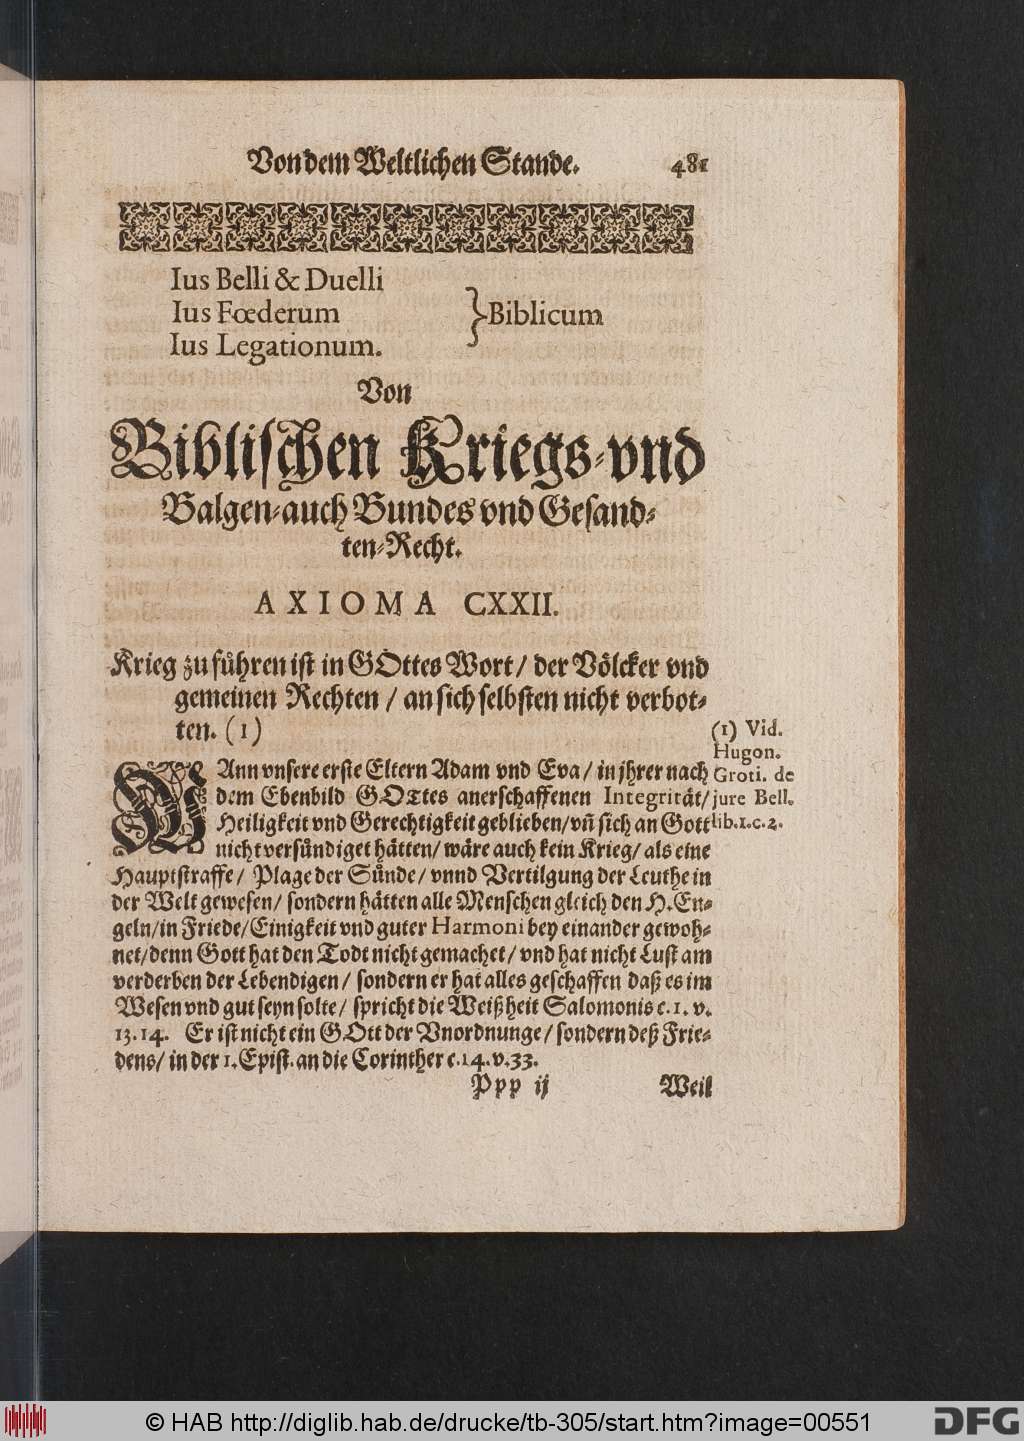 Von dem Weltlichen Stande. 481
Ius Belli & Duelli
Ius Fœderum
Ius Legationum.
}Biblicum
Von
Biblischen Kriegs-vnd
Balgen-auch Bundes vnd Gesand-
ten-Recht.
AXIOMA CXXII.
Krieg zu führen ist in GOttes Wort / der Völcker vnd
gemeinen Rechten / an sich selbsten nicht verbot-
ten. (1)
(1) Vid.
Hugon.
Groti. de
jure Bell.
lib.1.c.2.
WAnn vnsere erste Eltern Adam vnd Eva / in jhrer nach
dem Ebenbild GOTtes anerschaffenen Integrität/
Heiligkeit vnd Gerechtigkeit geblieben/vñ sich an Gott
nicht versündiget hätten/ wäre auch kein Krieg/ als eine
Hauptstraffe/ Plage der Sünde/ vnnd Vertilgung der Leuthe in
der Welt gewesen/ sondern hätten alle Menschen gleich den H. En-
geln/in Friede/Einigkeit vnd guter Harmoni bey einander gewoh-
net/denn Gott hat den Todt nicht gemachet/ vnd hat nicht Lust am
verderben der Lebendigen/ sondern er hat alles geschaffen daß es im
Wesen vnd gut seyn solte/ spricht die Weißheit Salomonis c.1. v.
13.14. Er ist nicht ein GOtt der Vnordnunge/ sondern deß Frie-
dens/ in der 1.Epist. an die Corinther c.14.v.33.
Ppp ij Weil
© HAB http://diglib.hab.de/drucke/tb-305/start.htm?image=00551
DFG